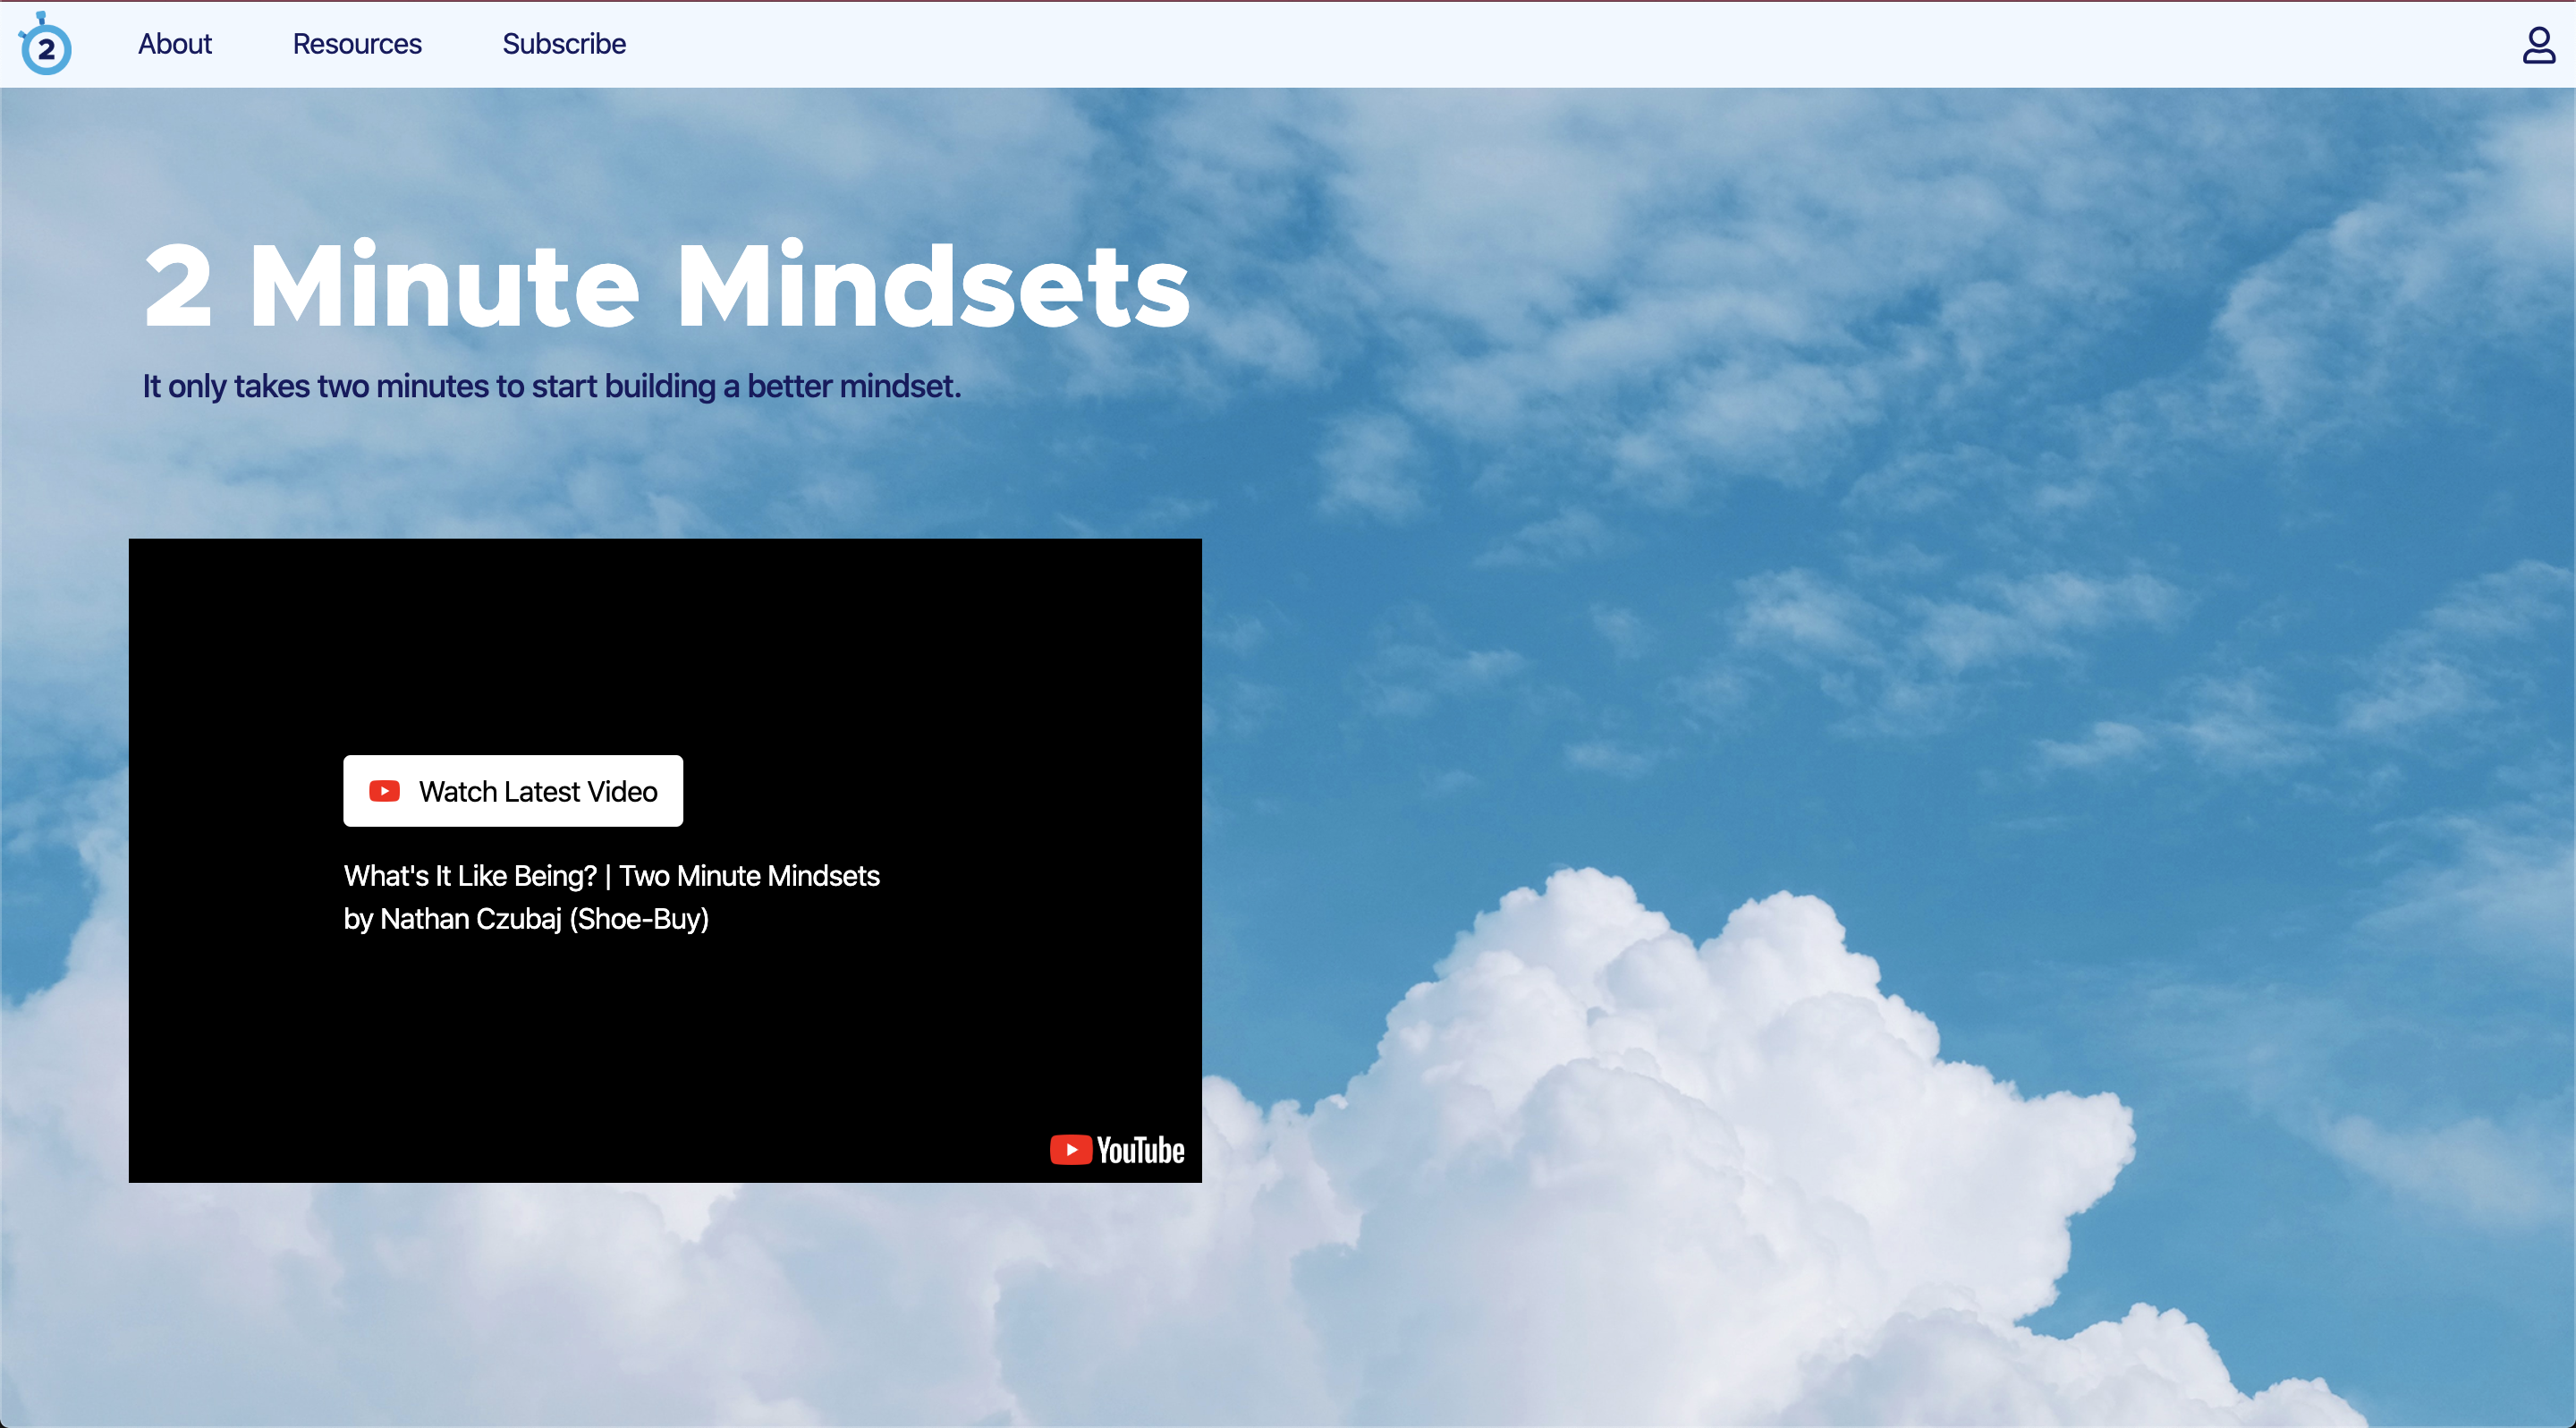 2
About
Resources
Subscribe
2 Minute Mindsets
It only takes two minutes to start building a better mindset.
Watch Latest Video
What's It Like Being? | Two Minute Mindsets
by Nathan Czubaj (Shoe-Buy)
YouTube